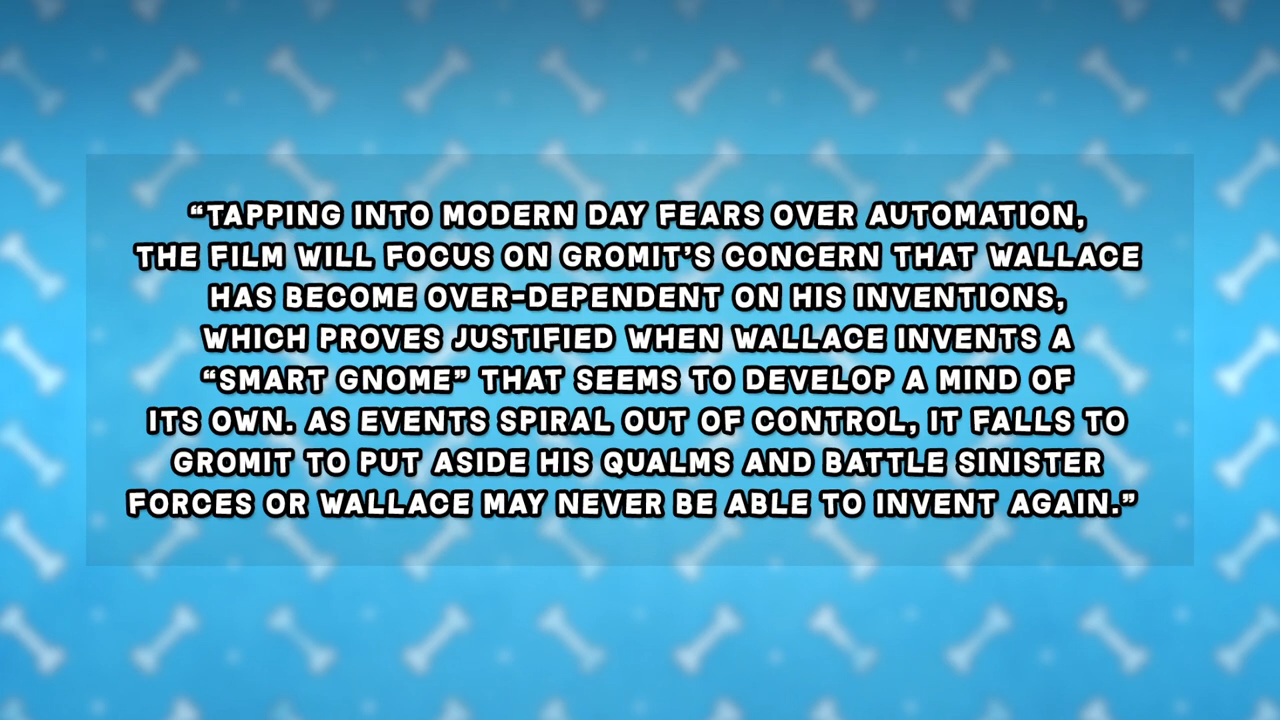 “TAPPING INTO MODERN DAY FEARS OVER AUTOMATION,
THE FILM WILL FOCUS ON GROMIT’S CONCERN THAT WALLACE
HAS BECOME OVER-DEPENDENT ON HIS INVENTIONS,
WHICH PROVES JUSTIFIED WHEN WALLACE INVENTS A
“SMART GNOME” THAT SEEMS TO DEVELOP A MIND OF
ITS OWN. AS EVENTS SPIRAL OUT OF CONTROL, IT FALLS TO
GROMIT TO PUT ASIDE HIS QUALMS AND BATTLE SINISTER
FORCES OR WALLACE MAY NEVER BE ABLE TO INVENT AGAIN.”